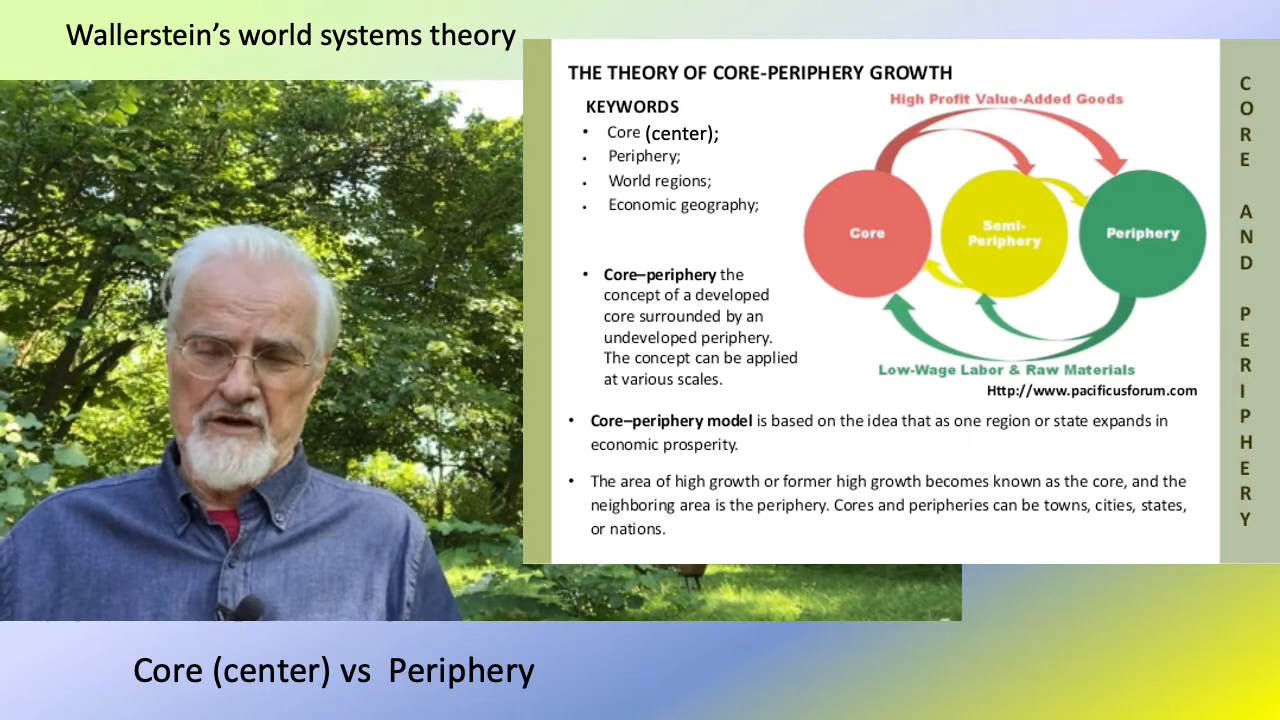 Wallerstein’s world systems theory
THE THEORY OF CORE-PERIPHERY GROWTH
KEYWORDS
• Core (center);
• Periphery;
• World regions;
• Economic geography;
• Core–periphery the
concept of a developed
core surrounded by an
undeveloped periphery.
The concept can be applied
at various scales.
High Profit Value-Added Goods
Core
Semi-
Periphery
Periphery
Low-Wage Labor & Raw Materials
Http://www.pacificusforum.com
• Core–periphery model is based on the idea that as one region or state expands in
economic prosperity.
• The area of high growth or former high growth becomes known as the core, and the
neighboring area is the periphery. Cores and peripheries can be towns, cities, states,
or nations.
CORE AND PERIPHERY
Core (center) vs Periphery